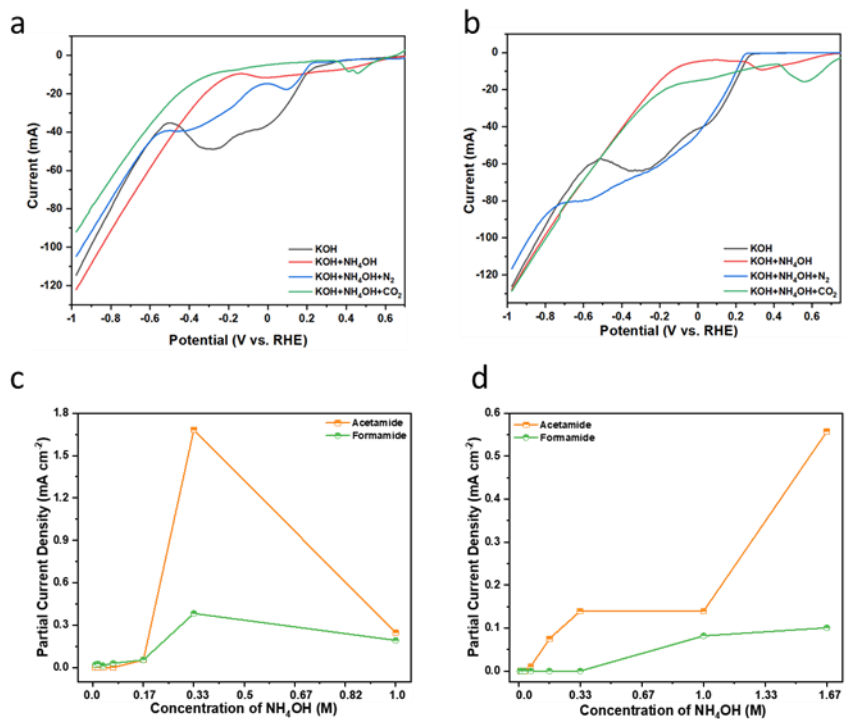 a
0
-20
-40
-60
-80
-100
-120
Current (mA)
KOH
KOH+NH₄OH
KOH+NH₄OH+N₂
KOH+NH₄OH+CO₂
-1 -0.8 -0.6 -0.4 -0.2 0 0.2 0.4 0.6
Potential (V vs. RHE)
b
0
-20
-40
-60
-80
-100
-120
Current (mA)
KOH
KOH+NH₄OH
KOH+NH₄OH+N₂
KOH+NH₄OH+CO₂
-1 -0.8 -0.6 -0.4 -0.2 0 0.2 0.4 0.6
Potential (V vs. RHE)
c
1.8
1.5
1.2
0.9
0.6
0.3
0.0
Partial Current Density (mA cm⁻²)
Acetamide
Formamide
0.0 0.17 0.33 0.5 0.67 0.82 1.0
Concentration of NH₄OH (M)
d
0.6
0.5
0.4
0.3
0.2
0.1
0.0
Partial Current Density (mA cm⁻²)
Acetamide
Formamide
0.0 0.33 0.67 1.0 1.33 1.67
Concentration of NH₄OH (M)